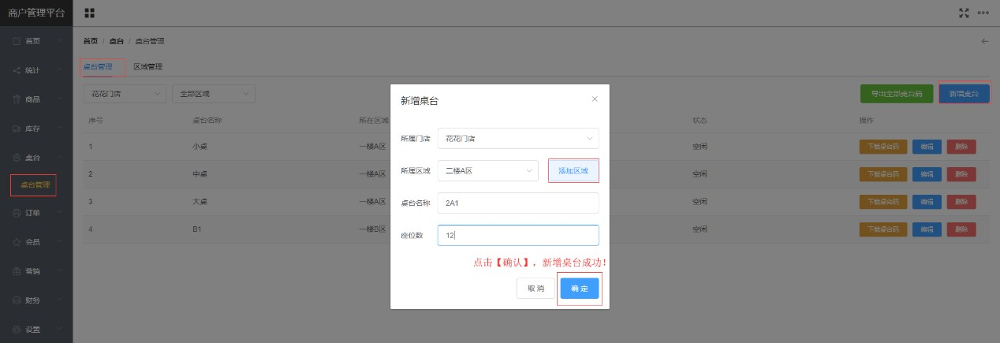 商户管理平台
首页
统计
商品
库存
桌台
桌台管理
订单
会员
营销
财务
设置
首页 / 桌台 / 桌台管理
桌台管理 区域管理
花花门店 全部区域 导出全部桌台码 新增桌台
序号 桌台名称 所在区域 状态 操作
1 小桌 一楼A区 空闲 下载桌台码 编辑 删除
2 中桌 一楼A区 空闲 下载桌台码 编辑 删除
3 大桌 一楼A区 空闲 下载桌台码 编辑 删除
4 B1 一楼B区 空闲 下载桌台码 编辑 删除
新增桌台
所属门店 花花门店
所属区域 二楼A区 添加区域
桌台名称 2A1
座位数 12
点击【确认】，新增桌台成功！
取消 确定